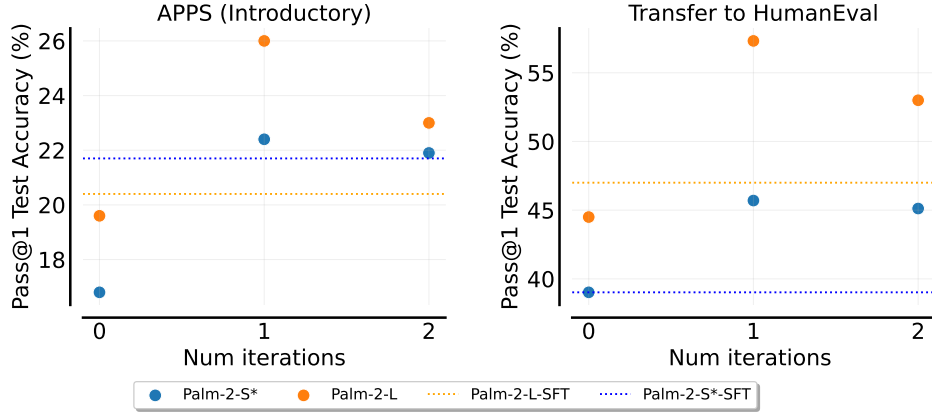 APPS (Introductory)
Pass@1 Test Accuracy (%)
26
24
22
20
18
0 1 2
Num iterations
Transfer to HumanEval
Pass@1 Test Accuracy (%)
55
50
45
40
0 1 2
Num iterations
Palm-2-S* Palm-2-L Palm-2-L-SFT Palm-2-S*-SFT